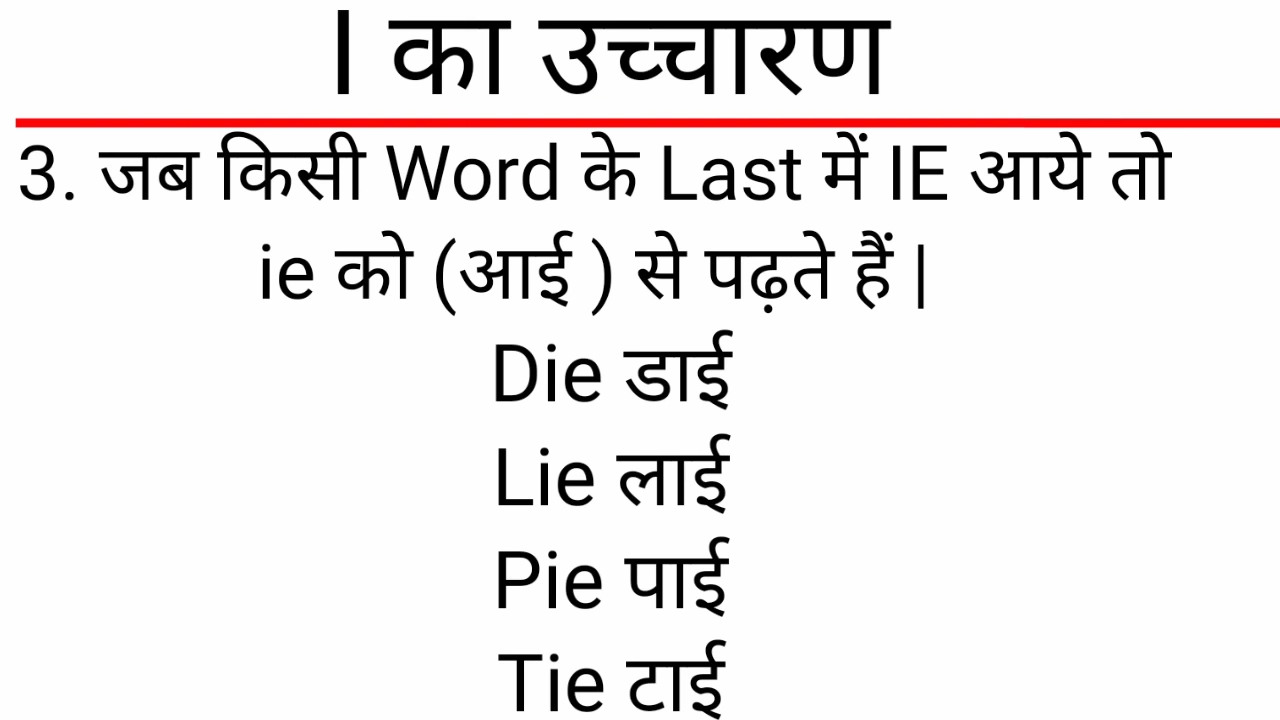 I का उच्चारण
3. जब किसी Word के Last में IE आये तो
ie को (आई ) से पढ़ते हैं |
Die डाई
Lie लाई
Pie पाई
Tie टाई